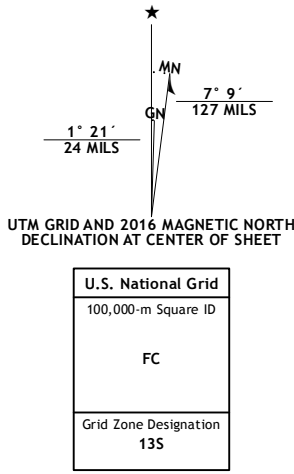 ★
MN
7° 9´
127 MILS
GN
1° 21´
24 MILS
UTM GRID AND 2016 MAGNETIC NORTH
DECLINATION AT CENTER OF SHEET
U.S. National Grid
100,000-m Square ID
FC
Grid Zone Designation
13S